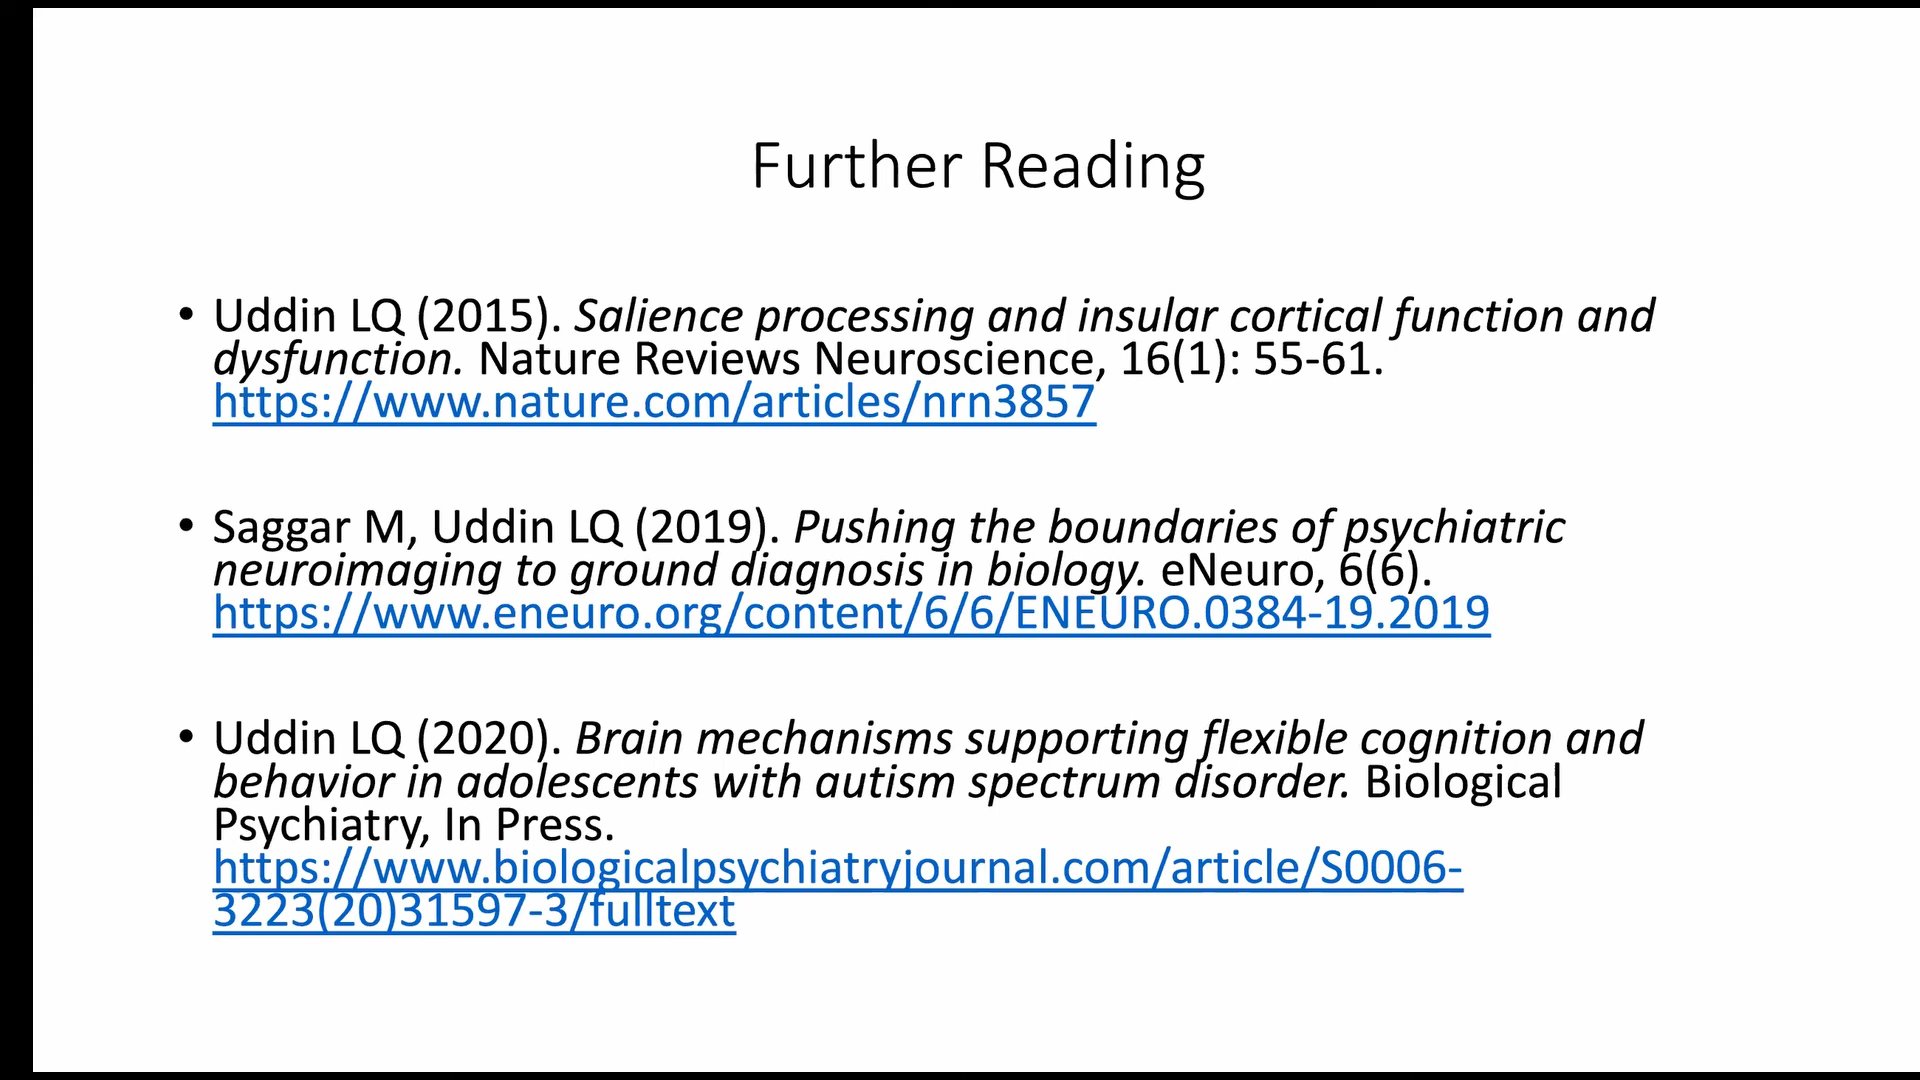 Further Reading
• Uddin LQ (2015). Salience processing and insular cortical function and
dysfunction. Nature Reviews Neuroscience, 16(1): 55-61.
https://www.nature.com/articles/nrn3857
• Saggar M, Uddin LQ (2019). Pushing the boundaries of psychiatric
neuroimaging to ground diagnosis in biology. eNeuro, 6(6).
https://www.eneuro.org/content/6/6/ENEURO.0384-19.2019
• Uddin LQ (2020). Brain mechanisms supporting flexible cognition and
behavior in adolescents with autism spectrum disorder. Biological
Psychiatry, In Press.
https://www.biologicalpsychiatryjournal.com/article/S0006-
3223(20)31597-3/fulltext